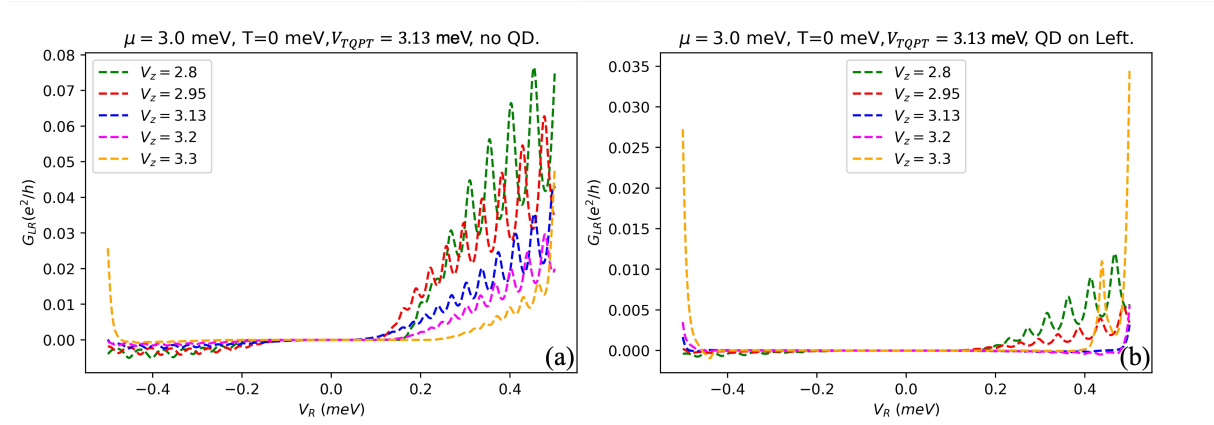 μ = 3.0 meV, T=0 meV,V_TQPT = 3.13 meV, no QD.
V_z = 2.8
V_z = 2.95
V_z = 3.13
V_z = 3.2
V_z = 3.3
G_LR(e²/h)
0.08
0.07
0.06
0.05
0.04
0.03
0.02
0.01
0.00
(a)
−0.4 −0.2 0.0 0.2 0.4
V_R (meV)
μ = 3.0 meV, T=0 meV,V_TQPT = 3.13 meV, QD on Left.
V_z = 2.8
V_z = 2.95
V_z = 3.13
V_z = 3.2
V_z = 3.3
G_LR(e²/h)
0.035
0.030
0.025
0.020
0.015
0.010
0.005
0.000
(b)
−0.4 −0.2 0.0 0.2 0.4
V_R (meV)